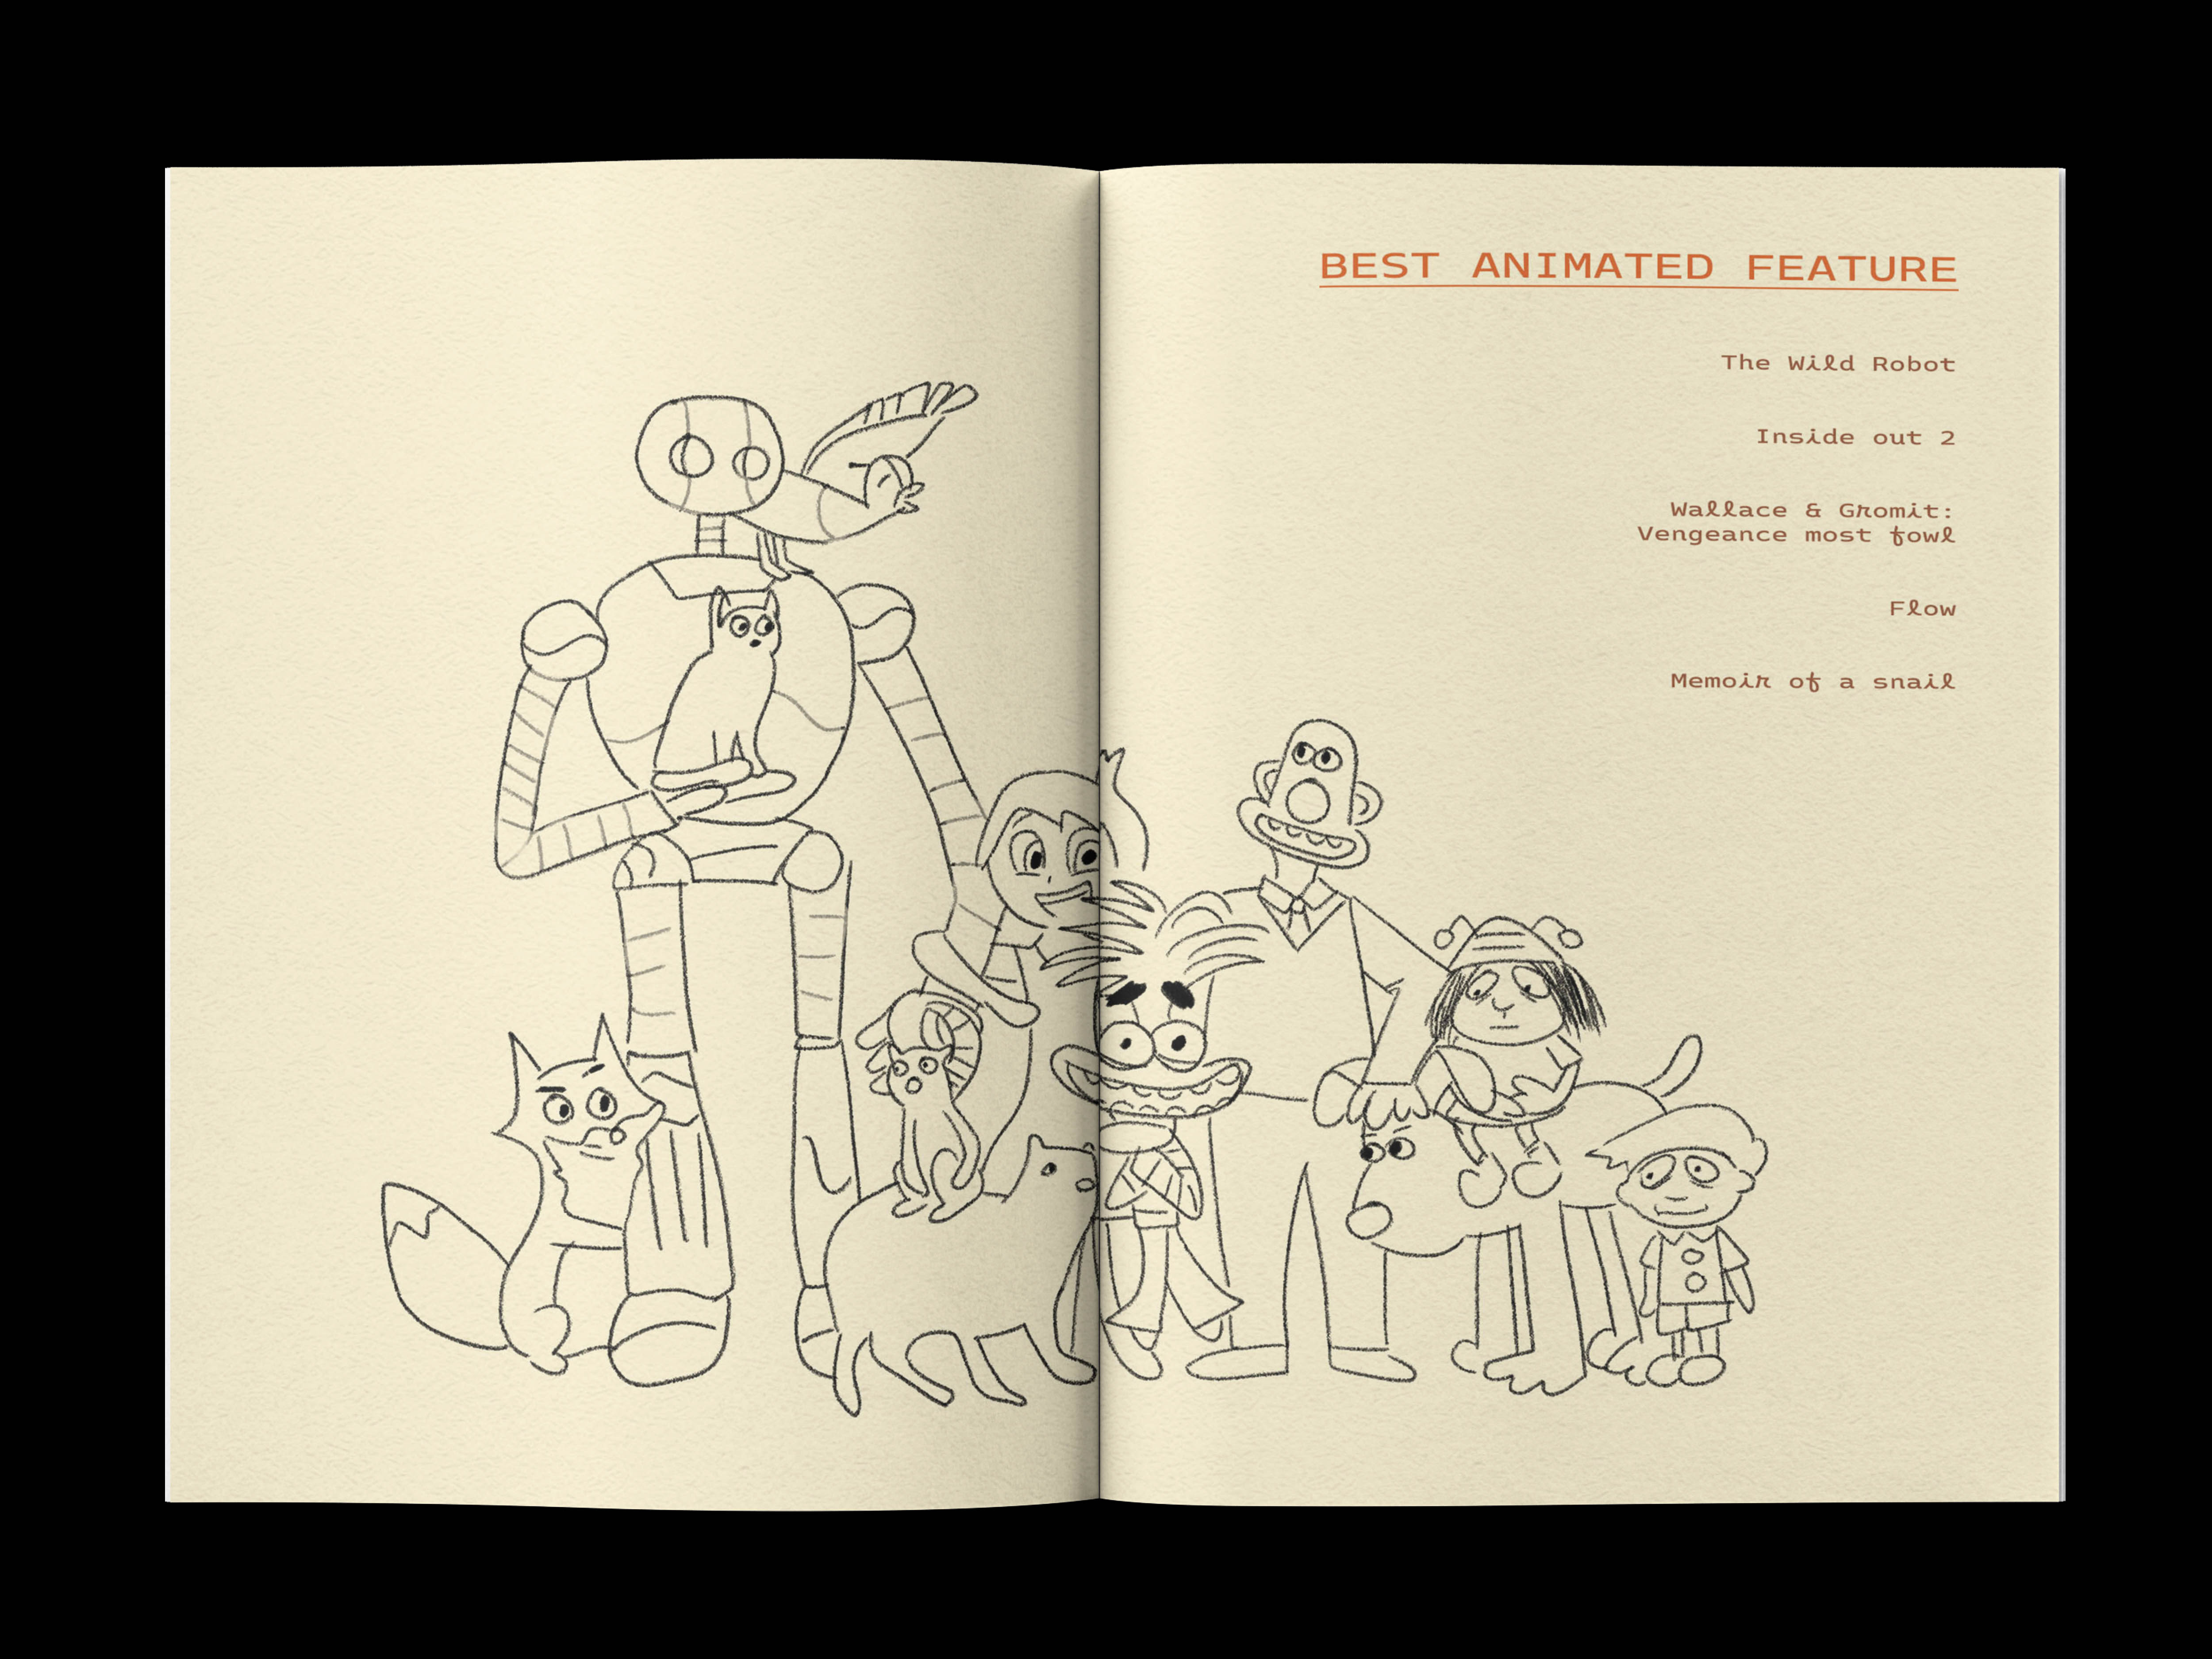 BEST ANIMATED FEATURE
The Wild Robot
Inside out 2
Wallace & Gromit:
Vengeance most fowl
Flow
Memoir of a snail